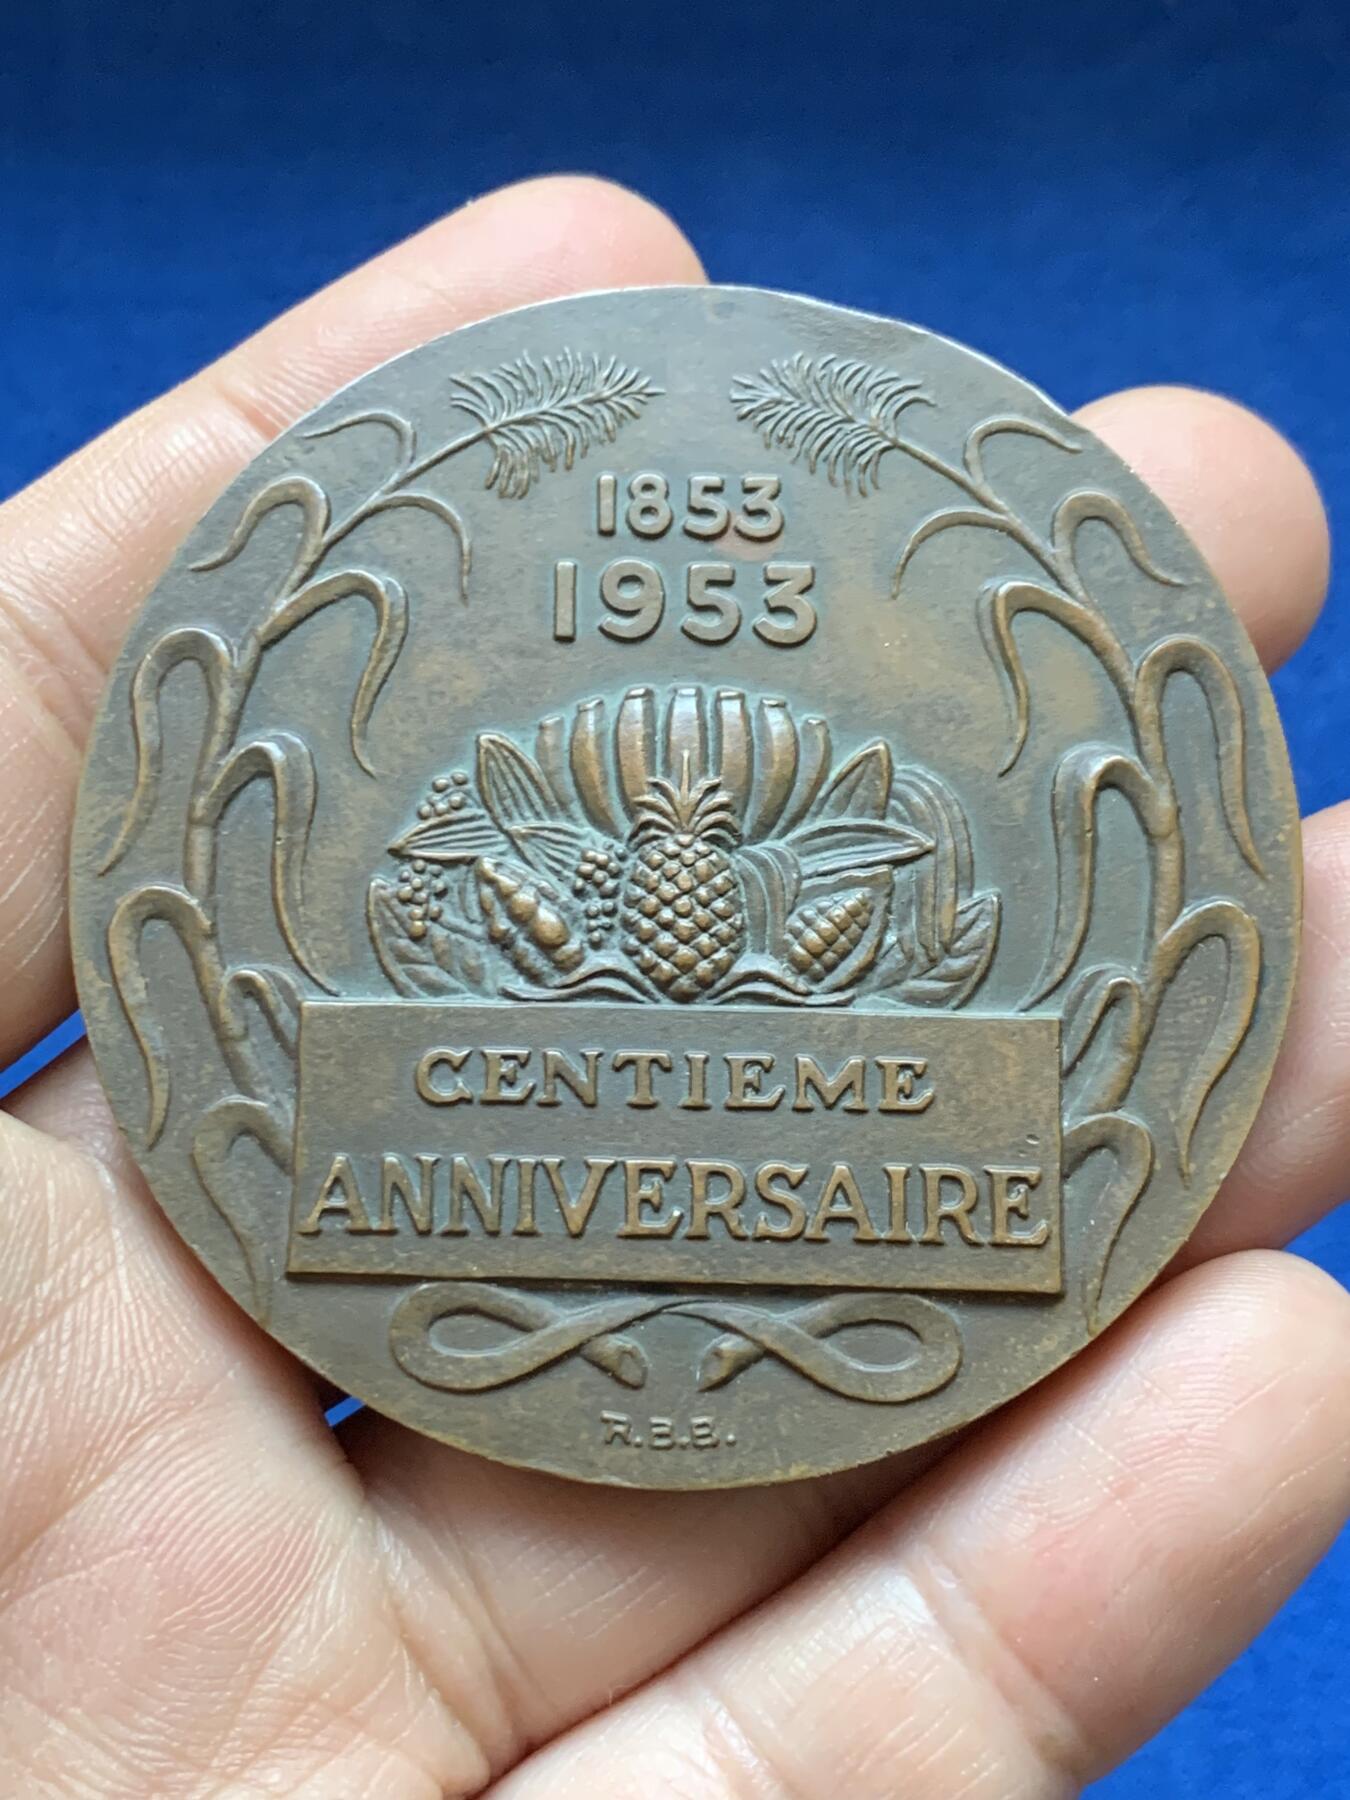 1853
1953
CENTIEME
ANNIVERSAIRE
R.B.B.